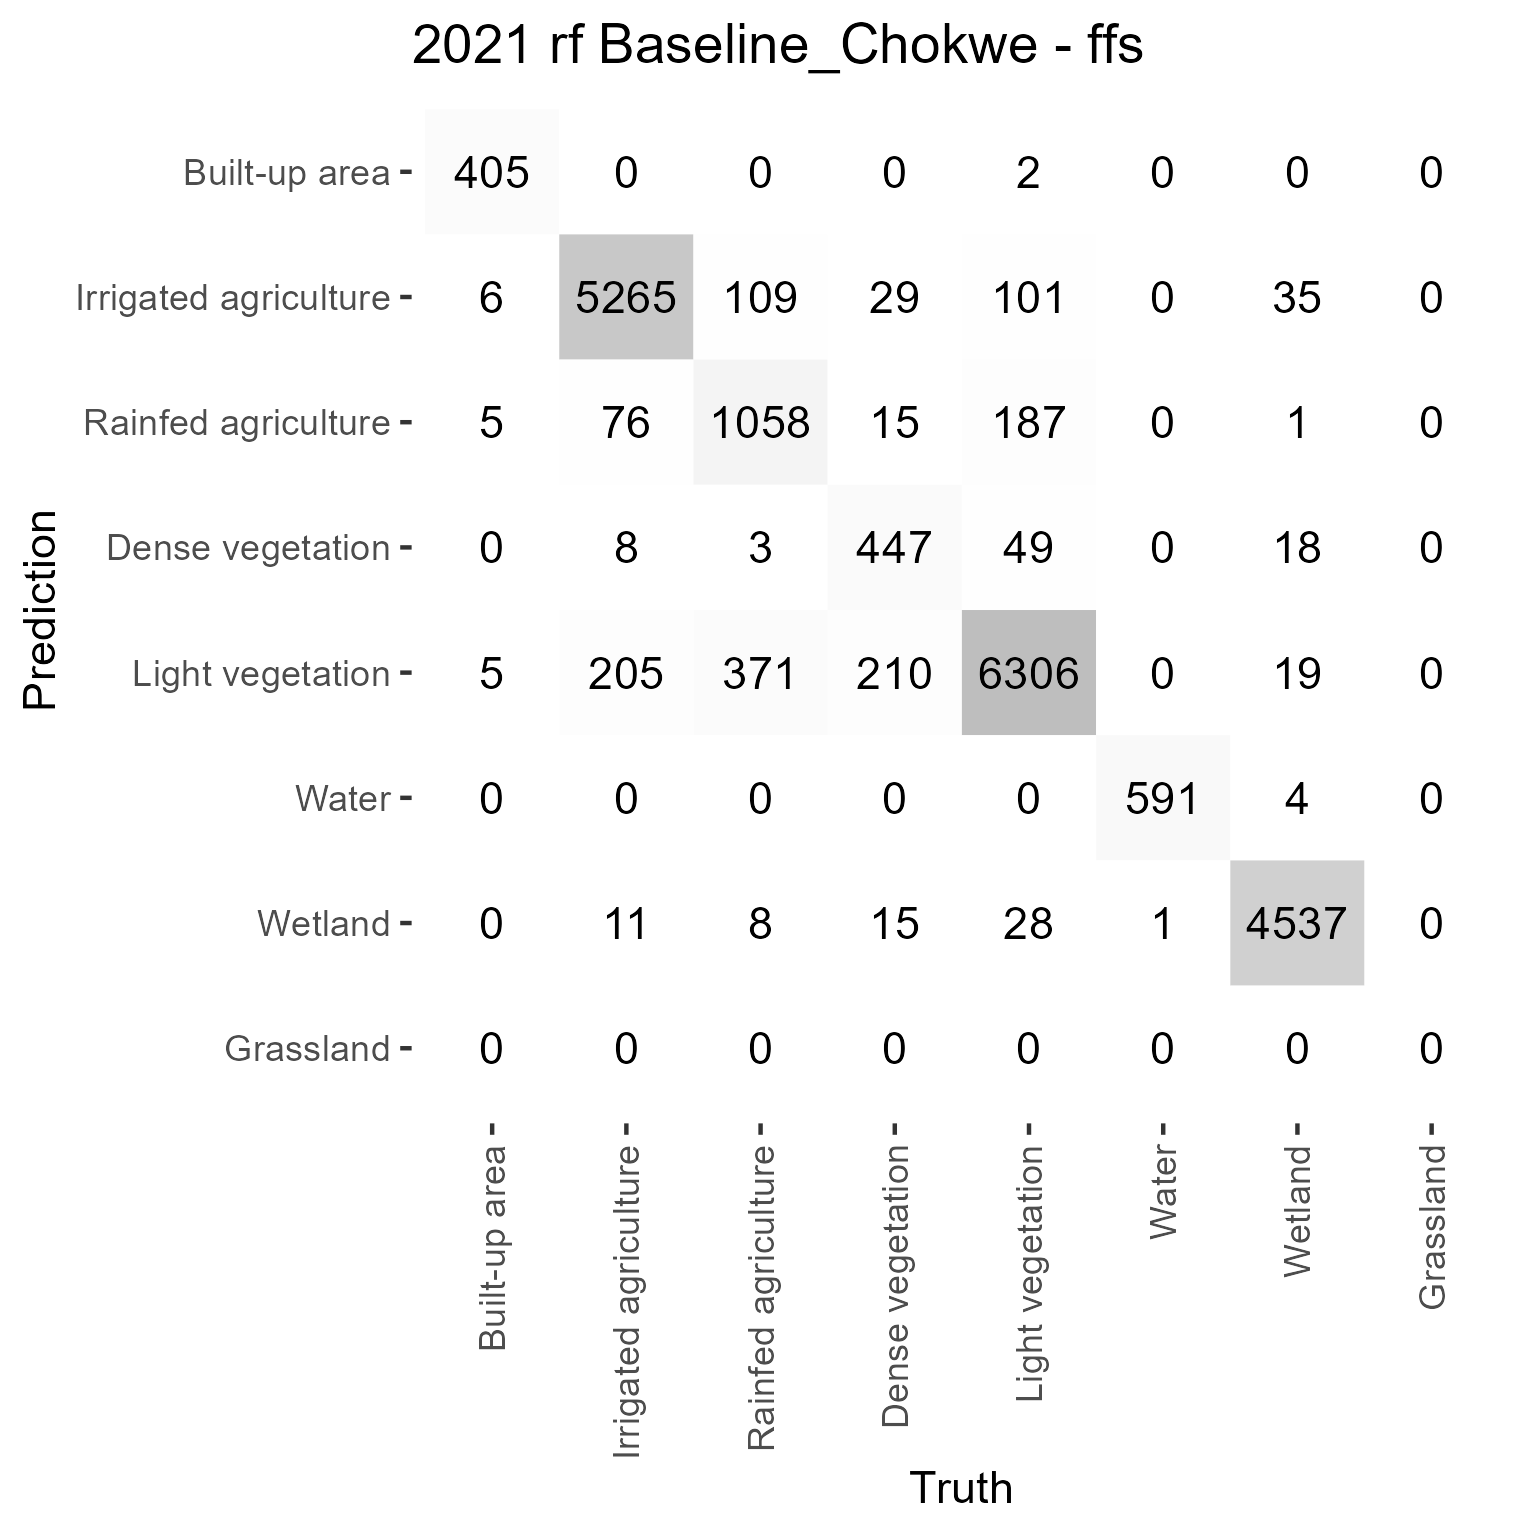 2021 rf Baseline_Chokwe - ffs
Prediction
Built-up area 405 0 0 0 2 0 0 0
Irrigated agriculture 6 5265 109 29 101 0 35 0
Rainfed agriculture 5 76 1058 15 187 0 1 0
Dense vegetation 0 8 3 447 49 0 18 0
Light vegetation 5 205 371 210 6306 0 19 0
Water 0 0 0 0 0 591 4 0
Wetland 0 11 8 15 28 1 4537 0
Grassland 0 0 0 0 0 0 0 0
Built-up area
Irrigated agriculture
Rainfed agriculture
Dense vegetation
Light vegetation
Water
Wetland
Grassland
Truth